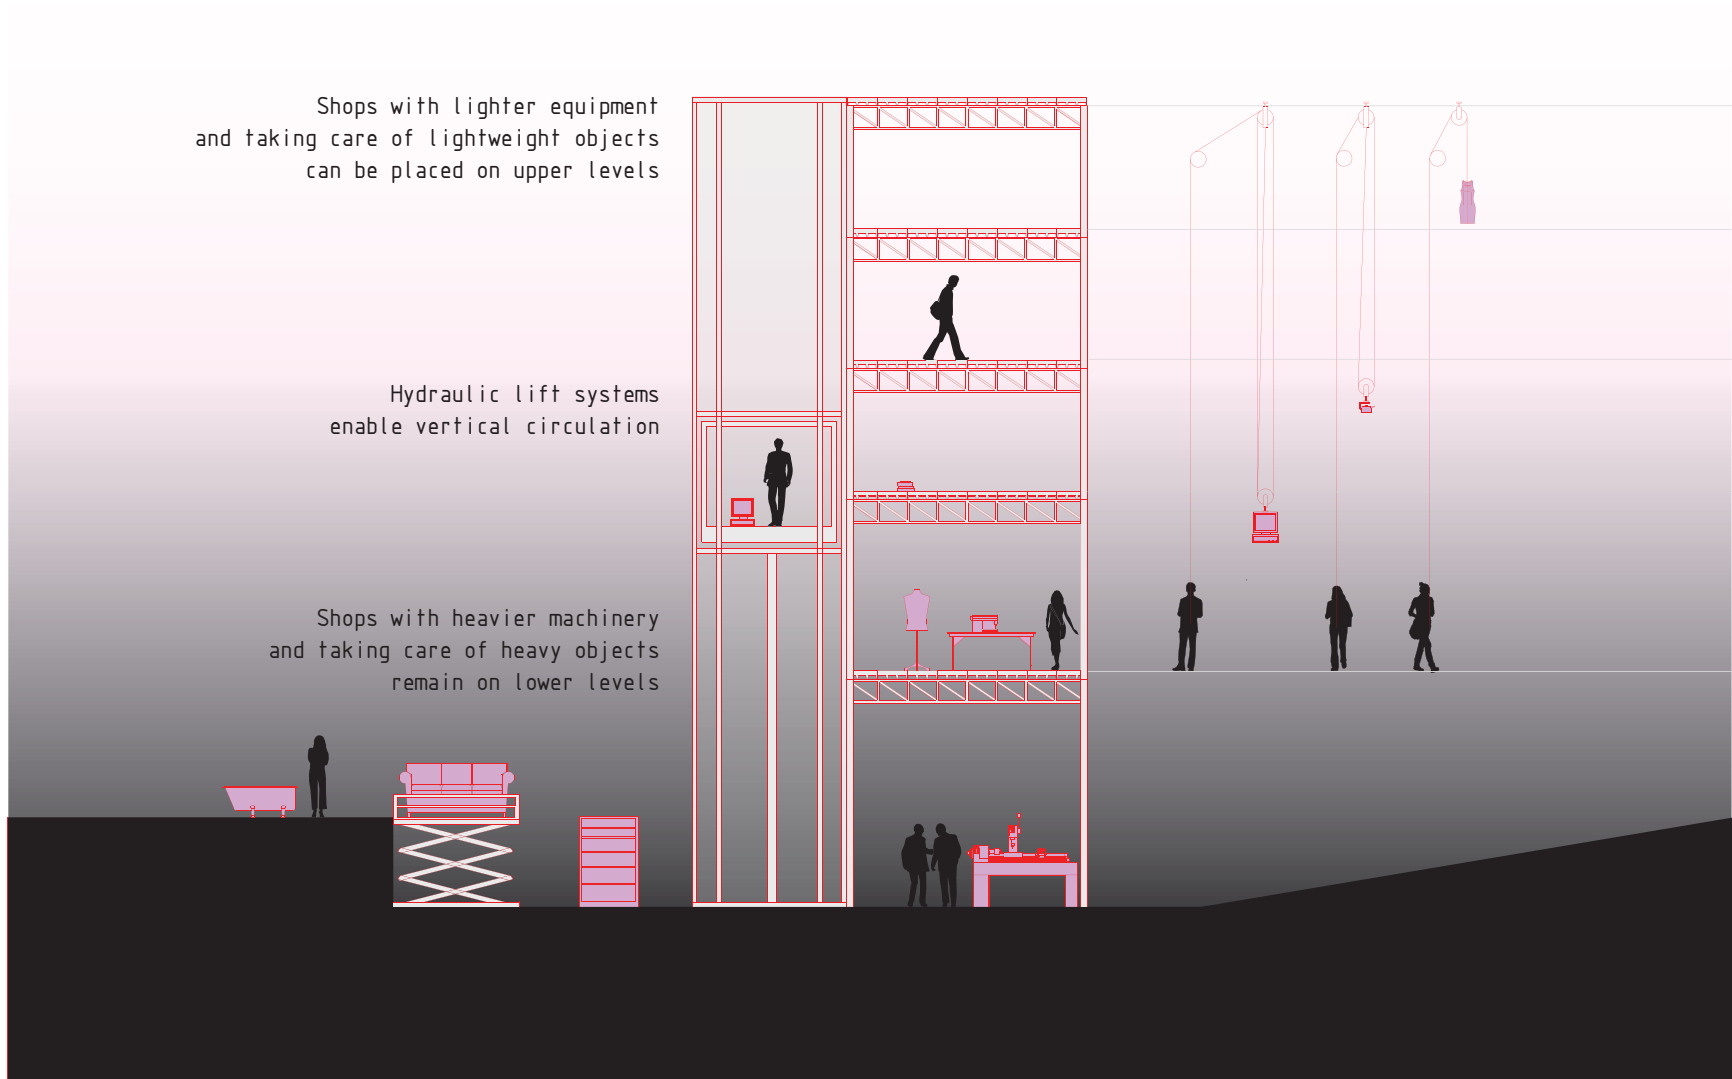 Shops with lighter equipment
and taking care of lightweight objects
can be placed on upper levels
Hydraulic lift systems
enable vertical circulation
Shops with heavier machinery
and taking care of heavy objects
remain on lower levels